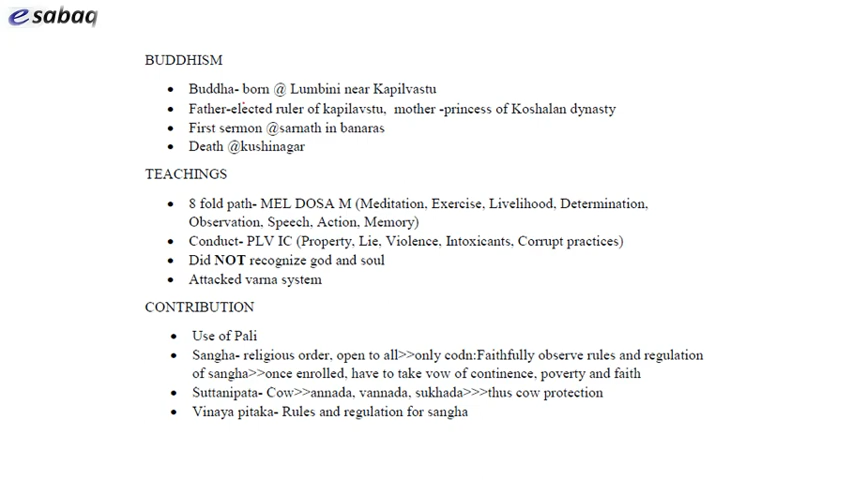 esabaq
BUDDHISM
• Buddha- born @ Lumbini near Kapilvastu
• Father-elected ruler of kapilavstu, mother -princess of Koshalan dynasty
• First sermon @sarnath in banaras
• Death @kushinagar
TEACHINGS
• 8 fold path- MEL DOSA M (Meditation, Exercise, Livelihood, Determination,
Observation, Speech, Action, Memory)
• Conduct- PLV IC (Property, Lie, Violence, Intoxicants, Corrupt practices)
• Did NOT recognize god and soul
• Attacked varna system
CONTRIBUTION
• Use of Pali
• Sangha- religious order, open to all>>only codn:Faithfully observe rules and regulation
of sangha>>once enrolled, have to take vow of continence, poverty and faith
• Suttanipata- Cow>>annada, vannada, sukhada>>>thus cow protection
• Vinaya pitaka- Rules and regulation for sangha